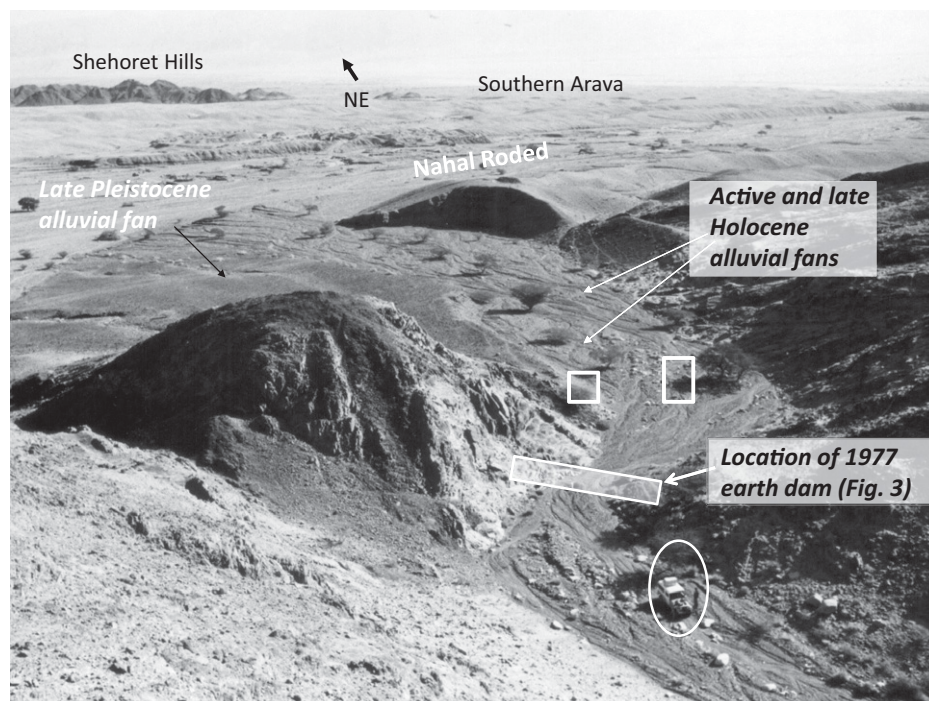 Shehoret Hills
NE
Southern Arava
Nahal Roded
Late Pleistocene
alluvial fan
Active and late
Holocene
alluvial fans
Location of 1977
earth dam (Fig. 3)